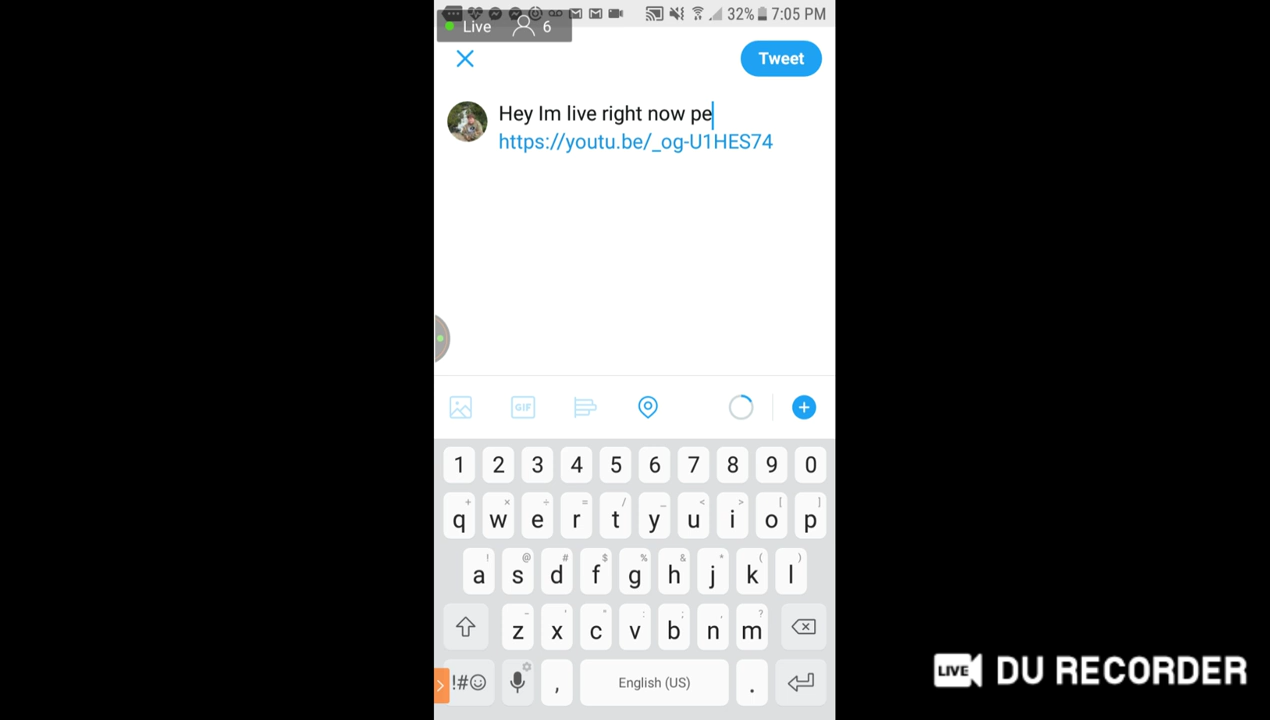 32% 7:05 PM
Live 6
Tweet
Hey Im live right now pe
https://youtu.be/_og-U1HES74
GIF
1 2 3 4 5 6 7 8 9 0
+ × ÷ = / _ < > [ ]
q w e r t y u i o p
! @ # $ % & * ( )
a s d f g h j k l
- ' " : ; , ?
z x c v b n m
!#☺ , English (US) .
LIVE DU RECORDER